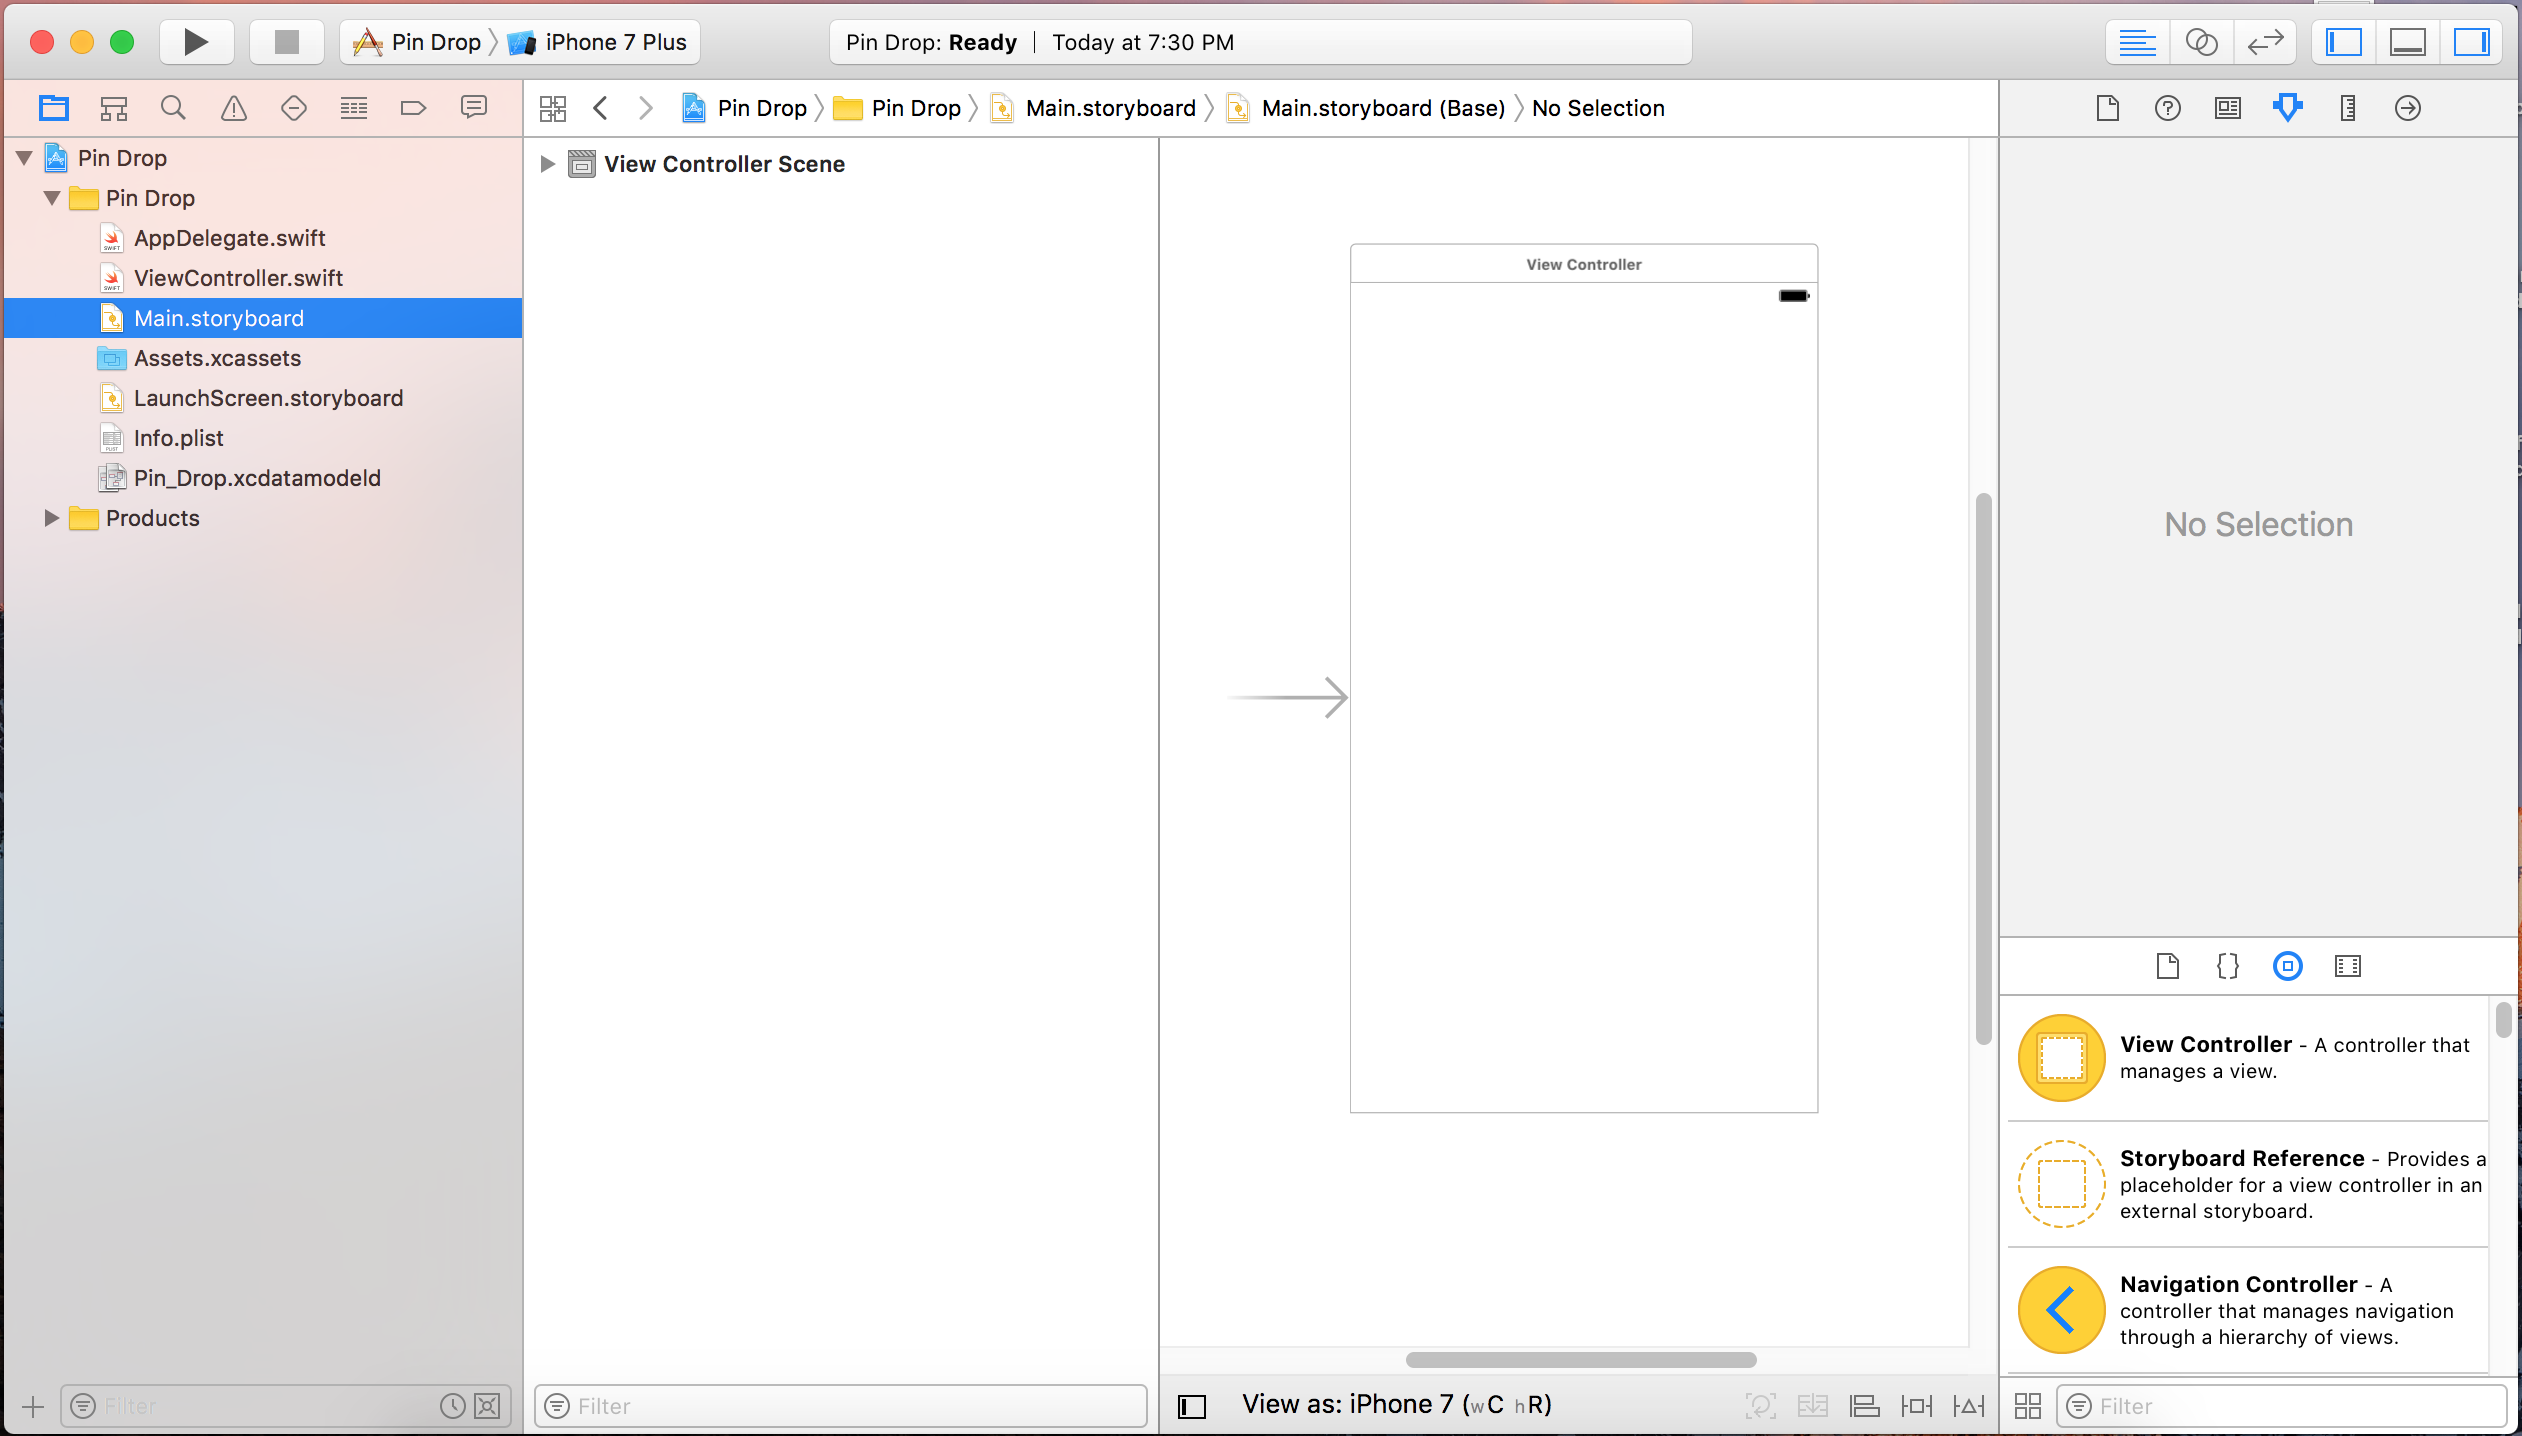 Pin Drop iPhone 7 Plus
Pin Drop: Ready Today at 7:30 PM
Pin Drop Pin Drop Main.storyboard Main.storyboard (Base) No Selection
Pin Drop
Pin Drop
AppDelegate.swift
ViewController.swift
Main.storyboard
Assets.xcassets
LaunchScreen.storyboard
Info.plist
Pin_Drop.xcdatamodeld
Products
Filter
View Controller Scene
Filter
View Controller
View as: iPhone 7 (wC hR)
No Selection
View Controller - A controller that
manages a view.
Storyboard Reference - Provides a
placeholder for a view controller in an
external storyboard.
Navigation Controller - A
controller that manages navigation
through a hierarchy of views.
Filter